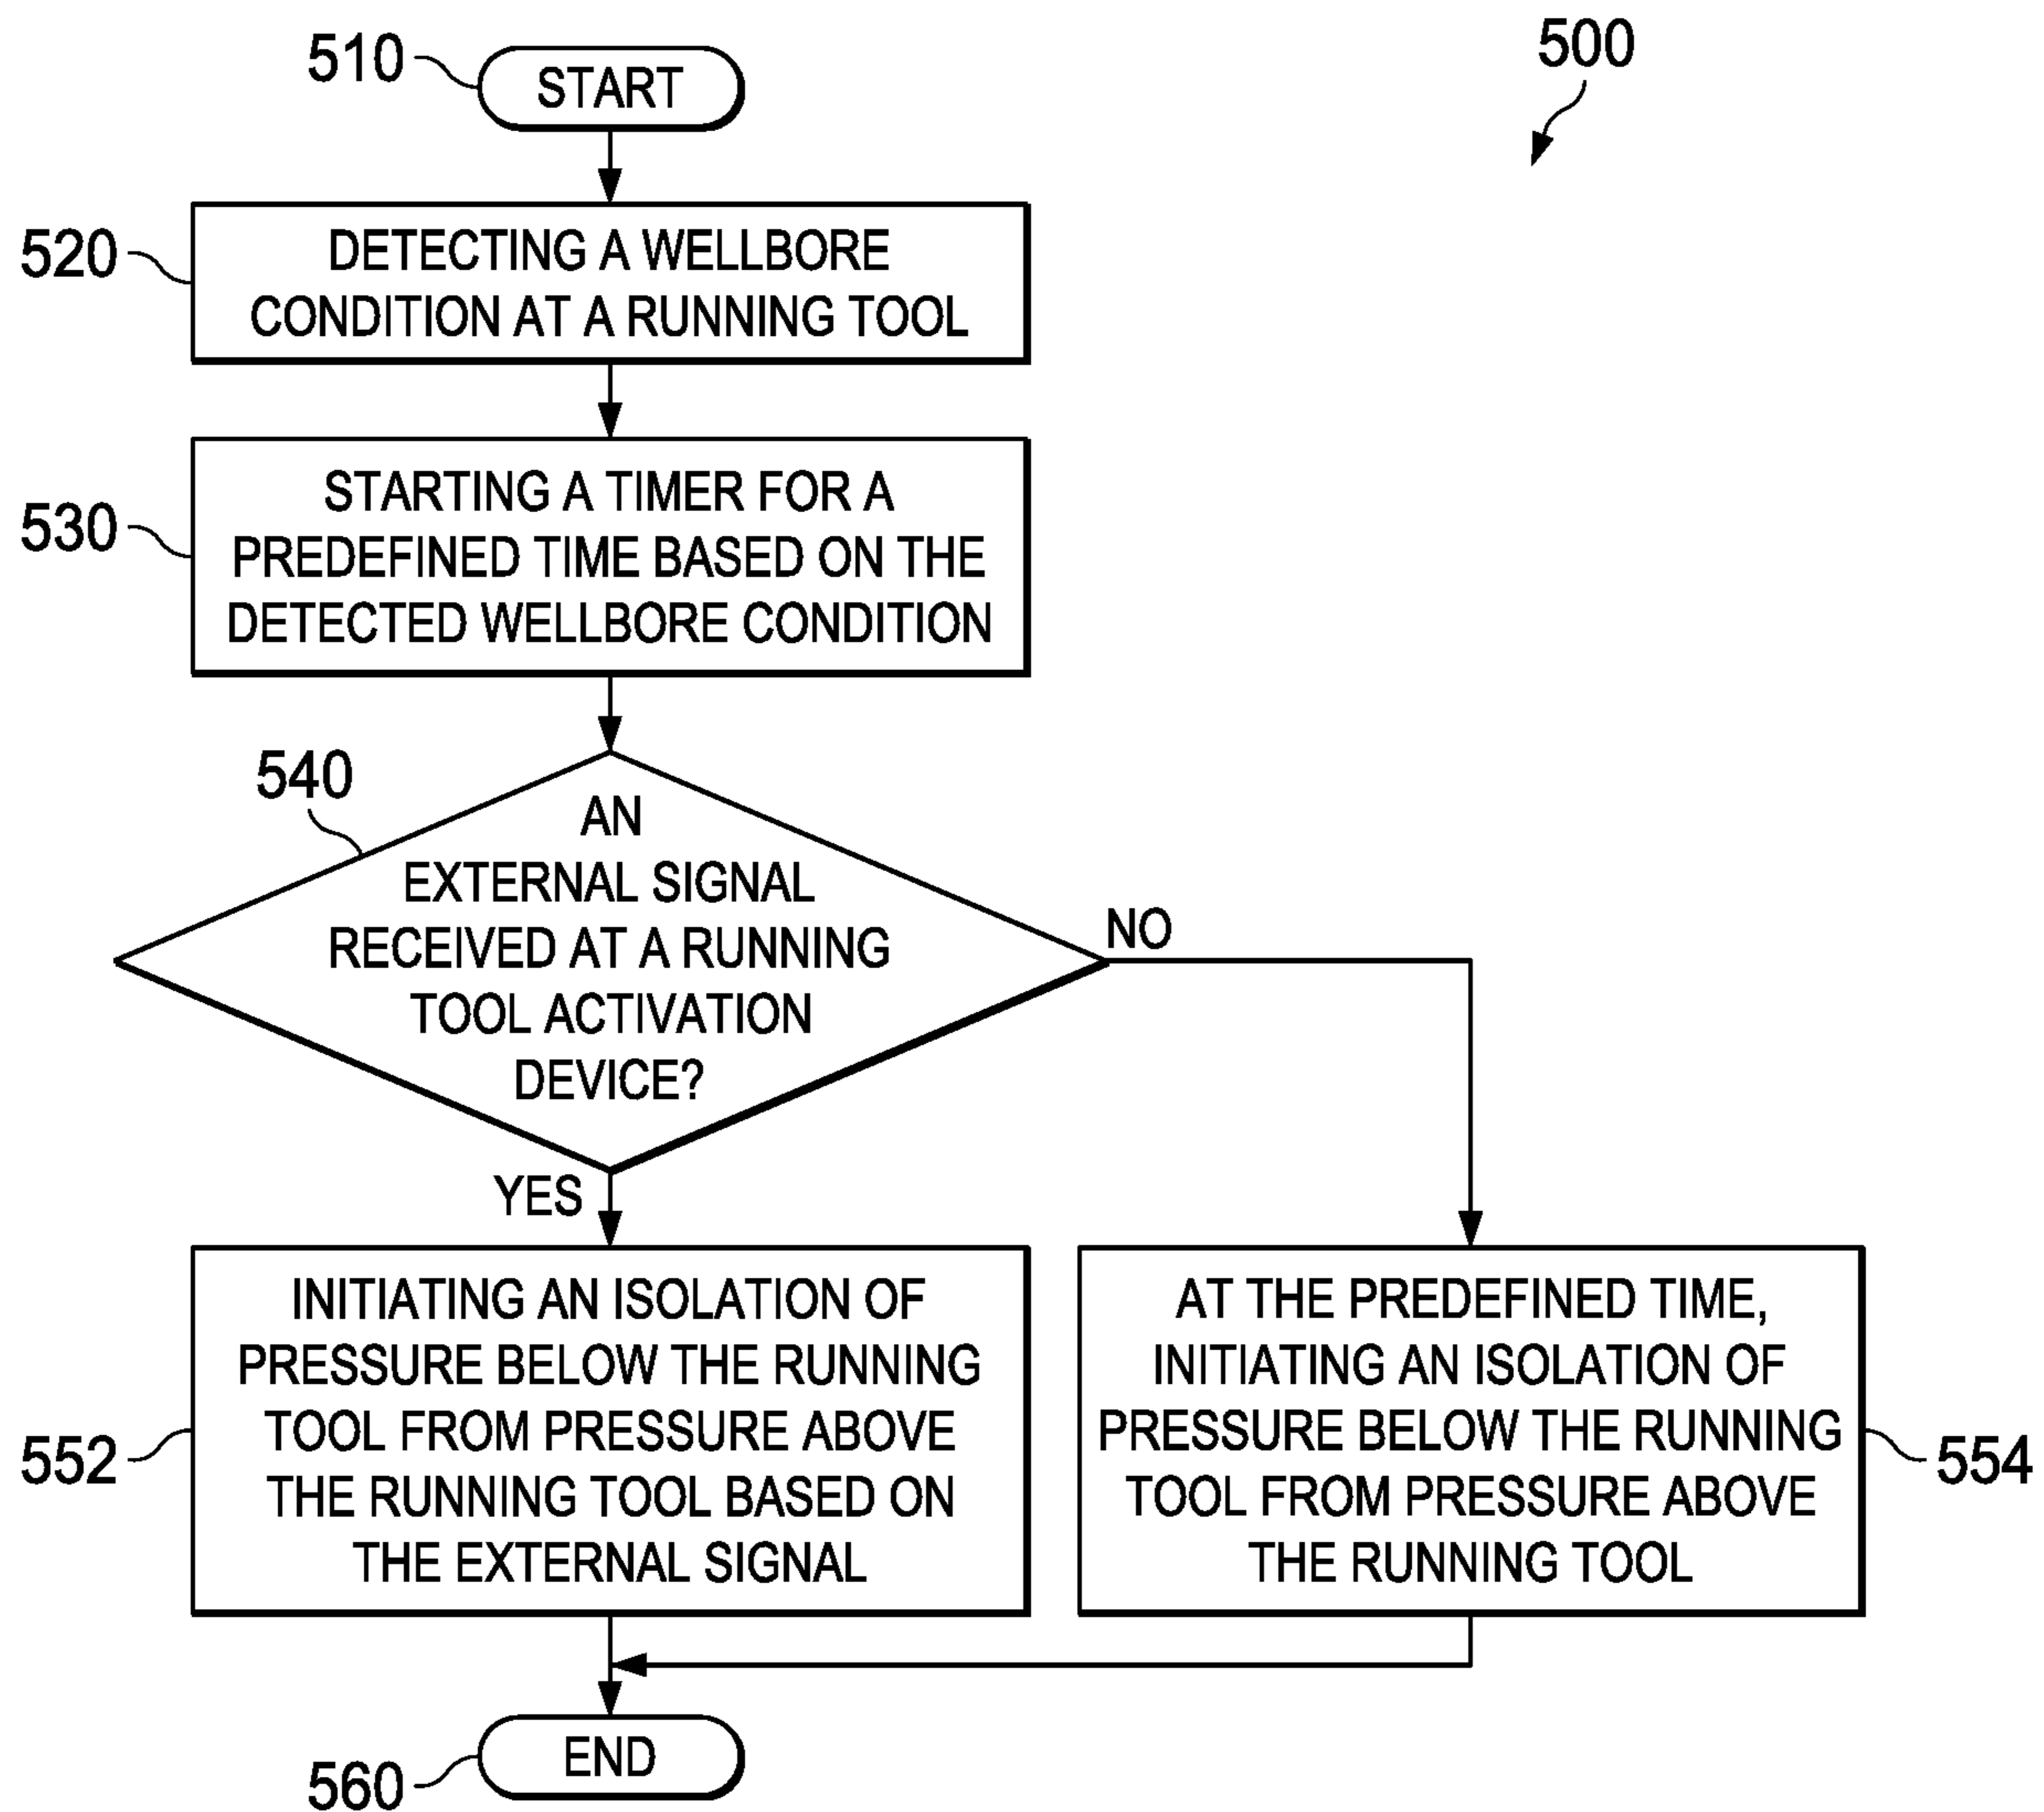 510
START
500
520
DETECTING A WELLBORE
CONDITION AT A RUNNING TOOL
530
STARTING A TIMER FOR A
PREDEFINED TIME BASED ON THE
DETECTED WELLBORE CONDITION
540
AN
EXTERNAL SIGNAL
RECEIVED AT A RUNNING
TOOL ACTIVATION
DEVICE?
NO
YES
552
INITIATING AN ISOLATION OF
PRESSURE BELOW THE RUNNING
TOOL FROM PRESSURE ABOVE
THE RUNNING TOOL BASED ON
THE EXTERNAL SIGNAL
AT THE PREDEFINED TIME,
INITIATING AN ISOLATION OF
PRESSURE BELOW THE RUNNING
TOOL FROM PRESSURE ABOVE
THE RUNNING TOOL
554
END
560